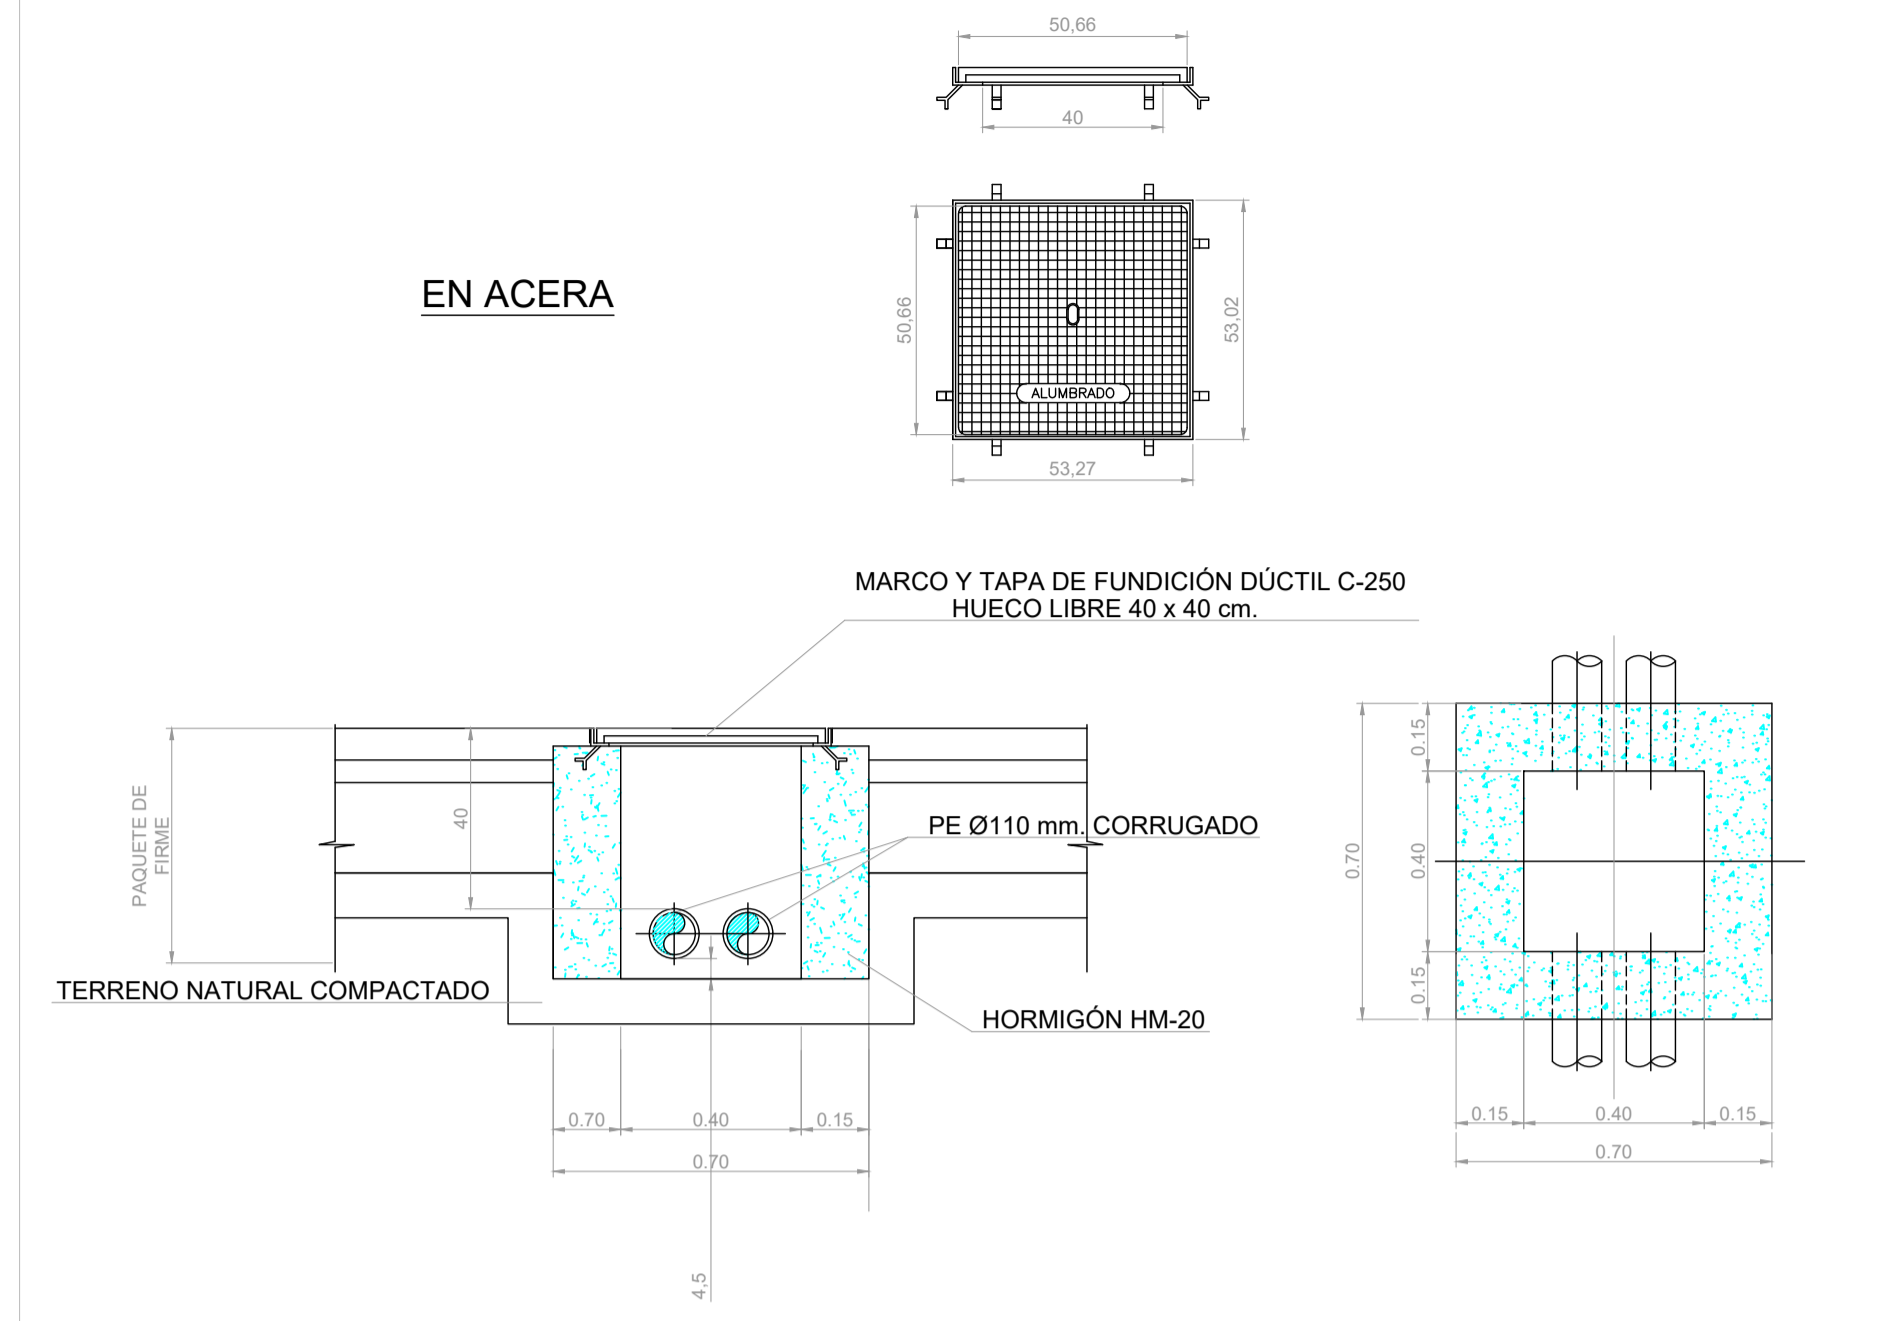 50,66
40
EN ACERA
50,66
53,02
ALUMBRADO
53,27
MARCO Y TAPA DE FUNDICIÓN DÚCTIL C-250
HUECO LIBRE 40 x 40 cm.
PAQUETE DE
FIRME
40
PE Ø110 mm. CORRUGADO
TERRENO NATURAL COMPACTADO
HORMIGÓN HM-20
0.70
0.40
0.15
0.70
4,5
0.15
0.70
0.40
0.15
0.15
0.40
0.15
0.70